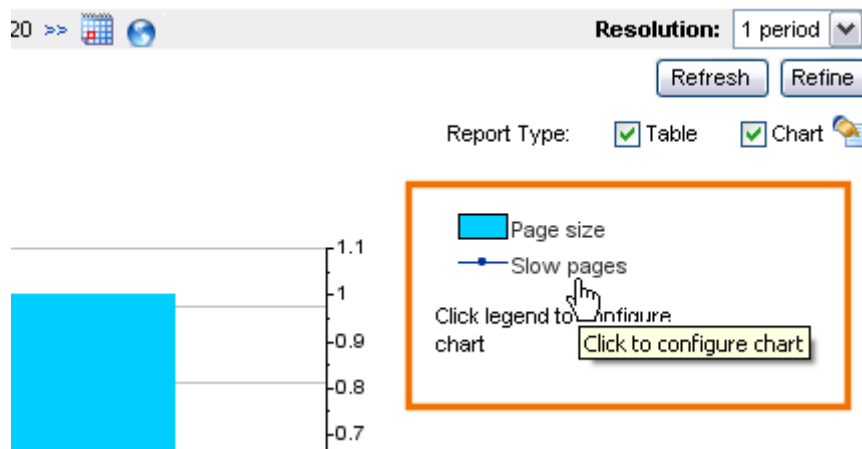 20 >> Resolution: 1 period
Refresh Refine
Report Type: Table Chart
Page size
Slow pages
Click legend to configure
chart
Click to configure chart
1.1
1
0.9
0.8
0.7